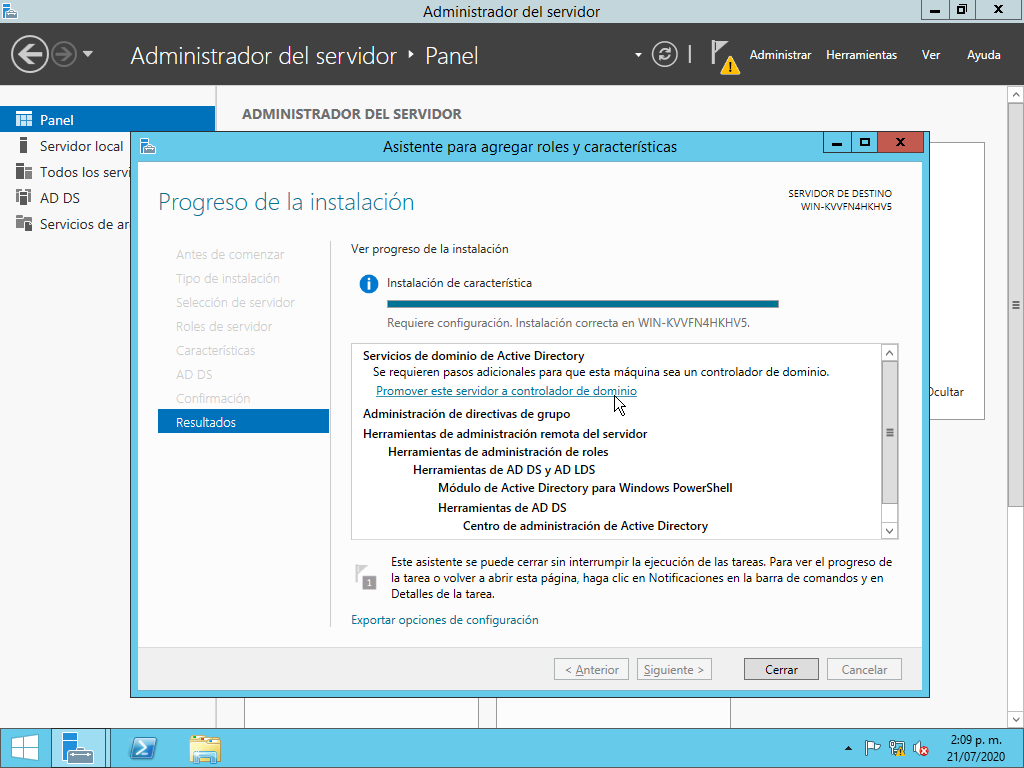 Administrador del servidor
Administrador del servidor ‣ Panel
Administrar Herramientas Ver Ayuda
Panel
Servidor local
Todos los servi
AD DS
Servicios de ar
ADMINISTRADOR DEL SERVIDOR
Asistente para agregar roles y características
Progreso de la instalación
SERVIDOR DE DESTINO
WIN-KVVFN4HKHV5
Antes de comenzar
Tipo de instalación
Selección de servidor
Roles de servidor
Características
AD DS
Confirmación
Resultados
Ver progreso de la instalación
Instalación de característica
Requiere configuración. Instalación correcta en WIN-KVVFN4HKHV5.
Servicios de dominio de Active Directory
Se requieren pasos adicionales para que esta máquina sea un controlador de dominio.
Promover este servidor a controlador de dominio
Administración de directivas de grupo
Herramientas de administración remota del servidor
Herramientas de administración de roles
Herramientas de AD DS y AD LDS
Módulo de Active Directory para Windows PowerShell
Herramientas de AD DS
Centro de administración de Active Directory
Ocultar
1
Este asistente se puede cerrar sin interrumpir la ejecución de las tareas. Para ver el progreso de
la tarea o volver a abrir esta página, haga clic en Notificaciones en la barra de comandos y en
Detalles de la tarea.
Exportar opciones de configuración
< Anterior Siguiente > Cerrar Cancelar
2:09 p. m.
21/07/2020